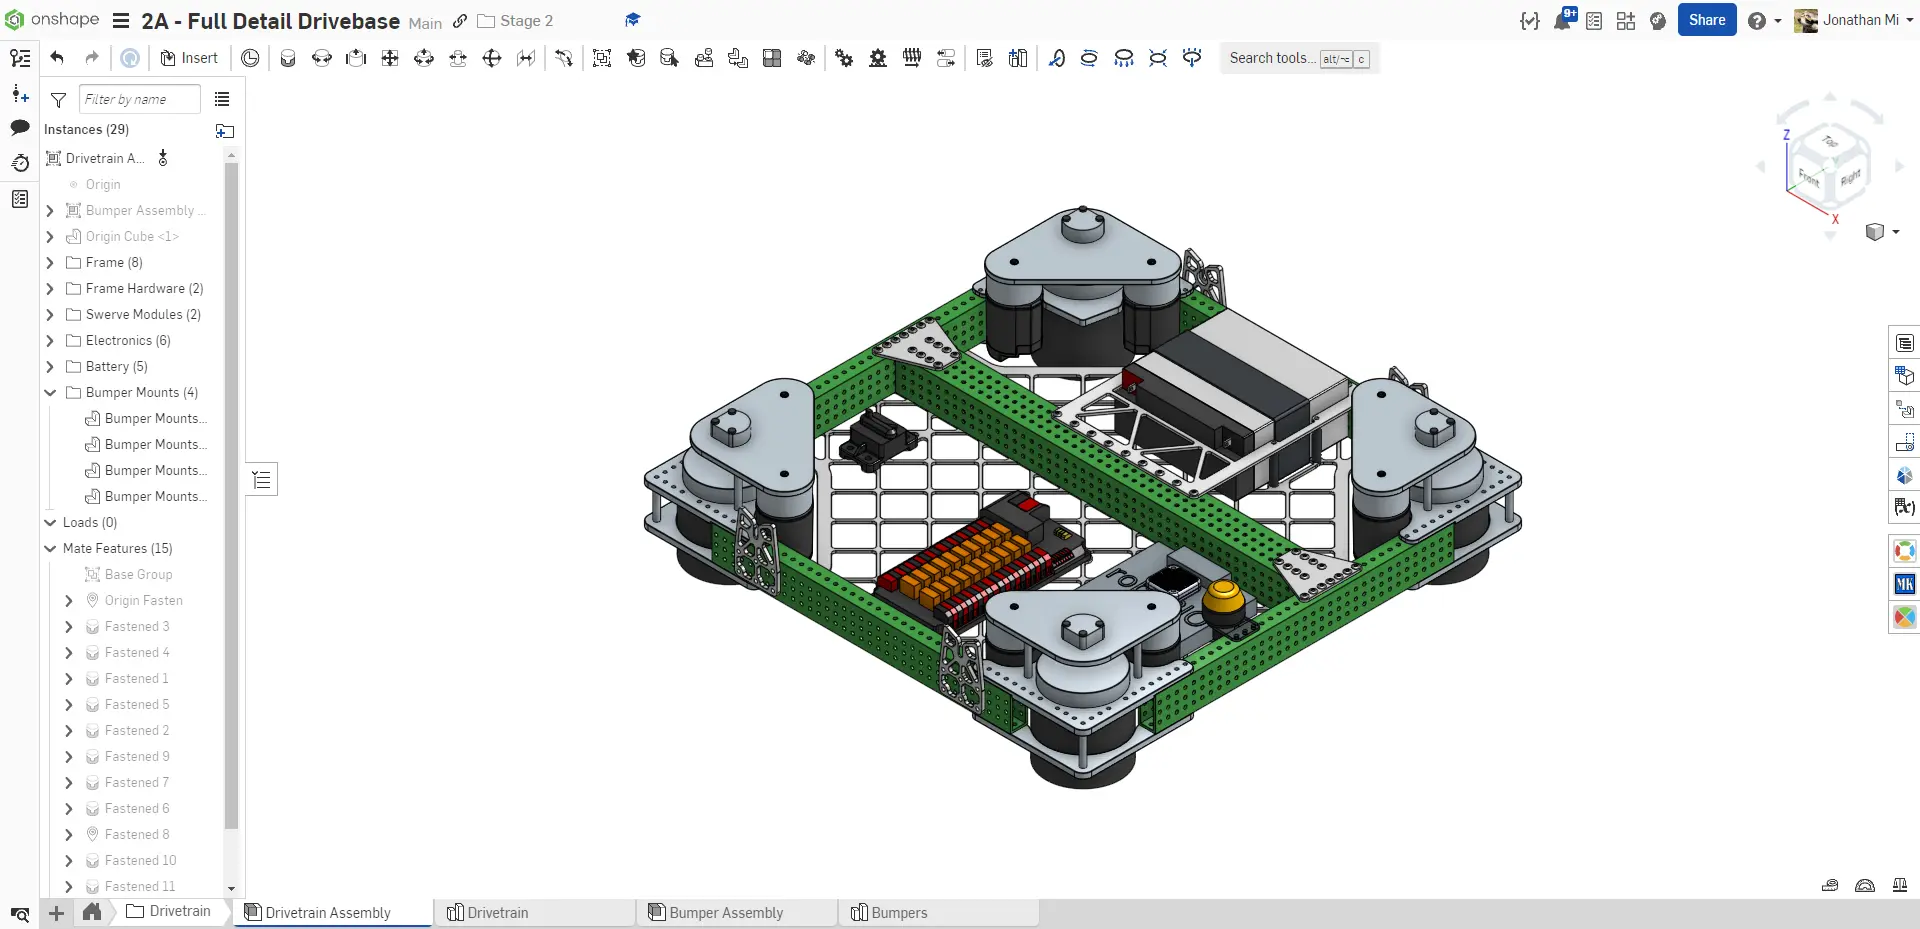 onshape
2A - Full Detail Drivebase
Main
Stage 2
9+
Share
Jonathan Mi
Insert
Search tools... alt/⌥ c
Filter by name
Instances (29)
Drivetrain A...
Origin
Bumper Assembly ...
Origin Cube <1>
Frame (8)
Frame Hardware (2)
Swerve Modules (2)
Electronics (6)
Battery (5)
Bumper Mounts (4)
Bumper Mounts...
Bumper Mounts...
Bumper Mounts...
Bumper Mounts...
Loads (0)
Mate Features (15)
Base Group
Origin Fasten
Fastened 3
Fastened 4
Fastened 1
Fastened 5
Fastened 2
Fastened 9
Fastened 7
Fastened 6
Fastened 8
Fastened 10
Fastened 11
Z
Top
Front
Right
X
MK
Drivetrain
Drivetrain Assembly
Drivetrain
Bumper Assembly
Bumpers